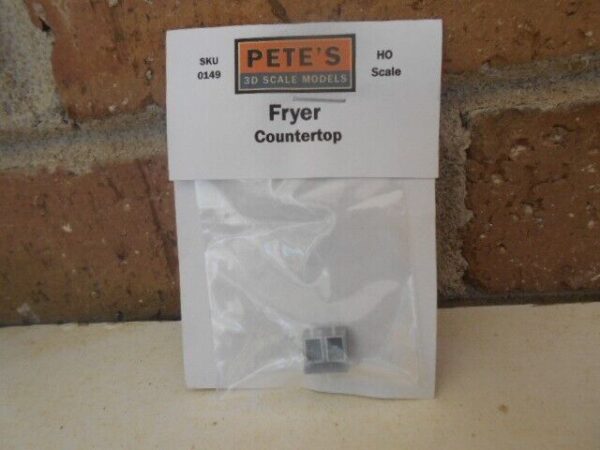 SKU
0149
PETE'S
3D SCALE MODELS
HO
Scale
Fryer
Countertop